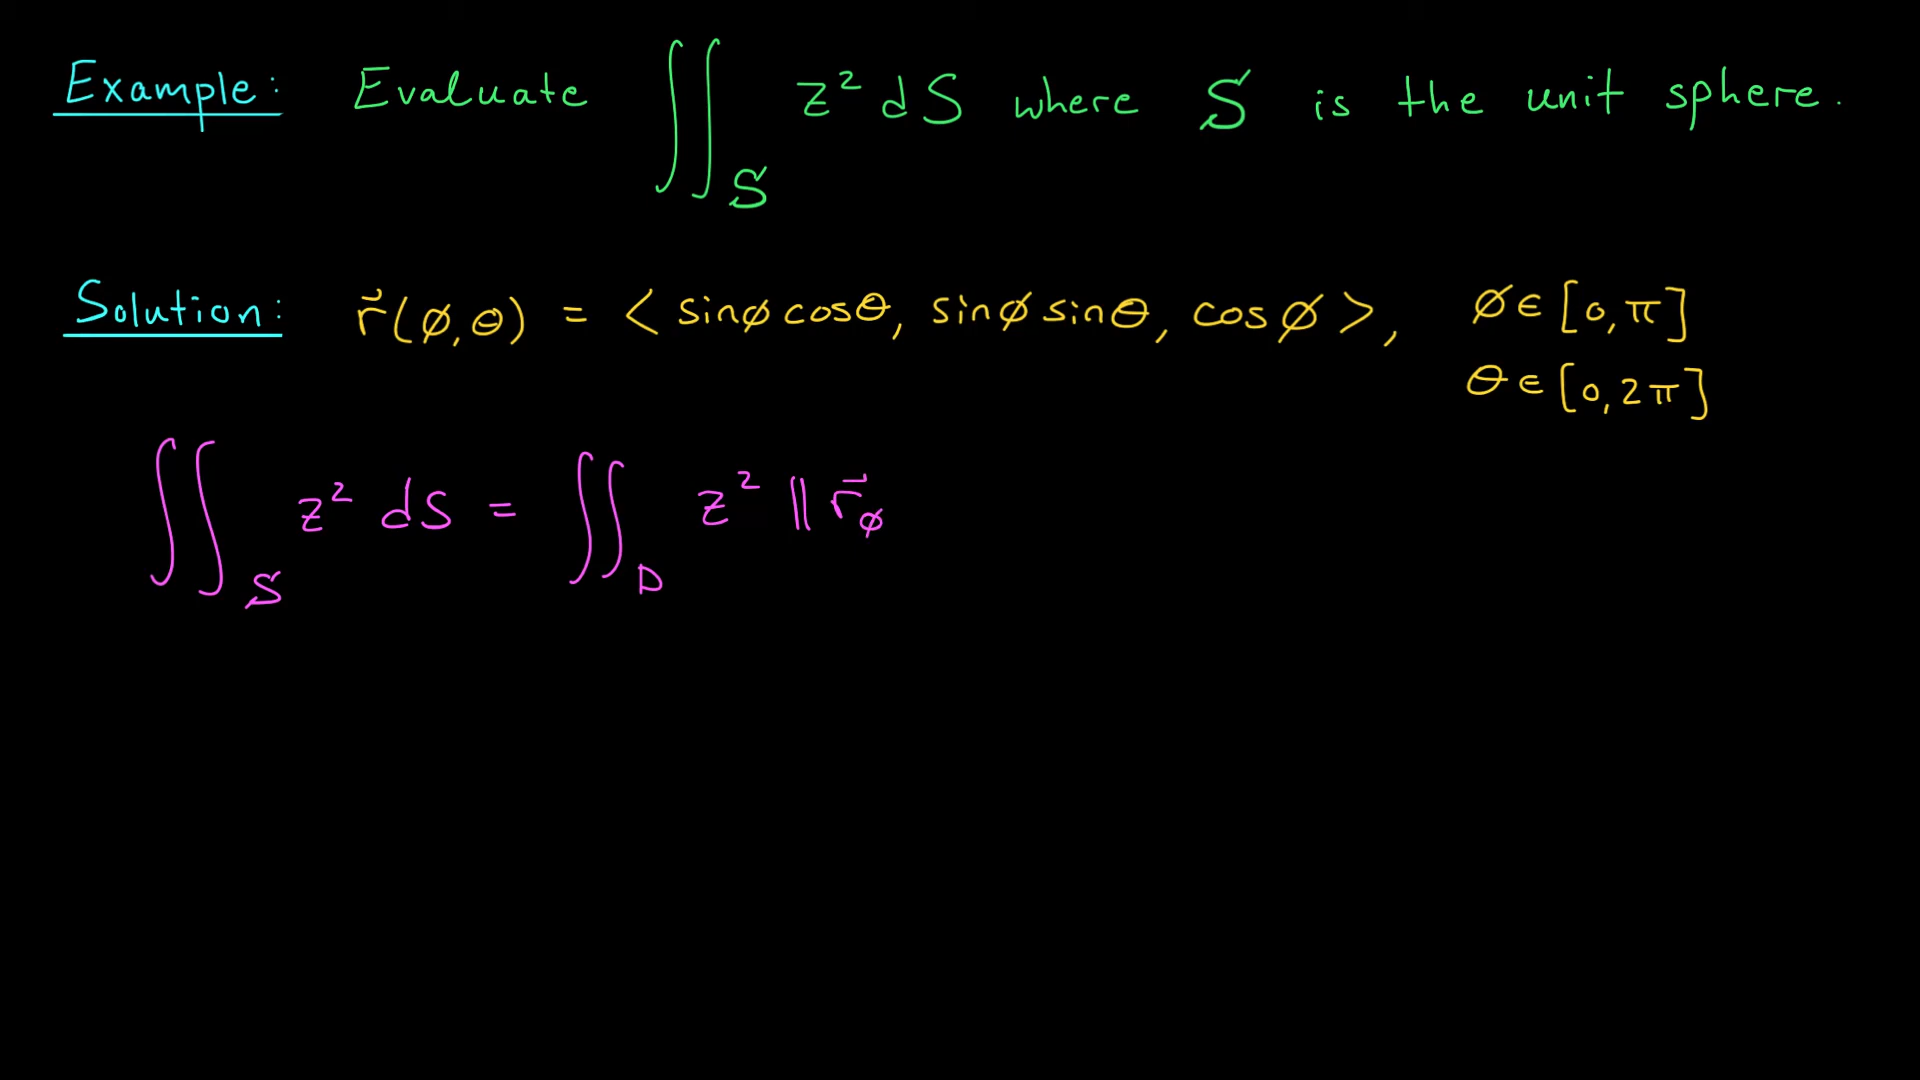 Example: Evaluate ∬_S z² dS where S is the unit sphere.
Solution: r⃗(φ,θ) = <sinφ cosθ, sinφ sinθ, cosφ>, φ∈[0,π]
θ∈[0,2π]
∬_S z² dS = ∬_D z² ‖r⃗_φ